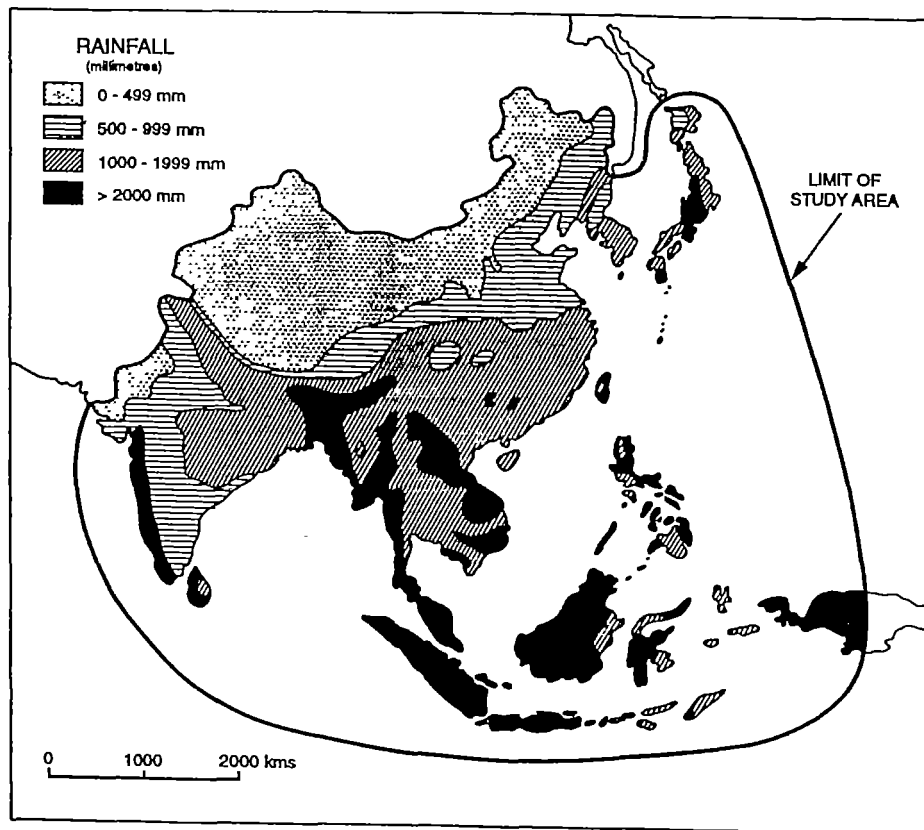 RAINFALL
(millimetres)
0 - 499 mm
500 - 999 mm
1000 - 1999 mm
> 2000 mm
LIMIT OF
STUDY AREA
0 1000 2000 kms